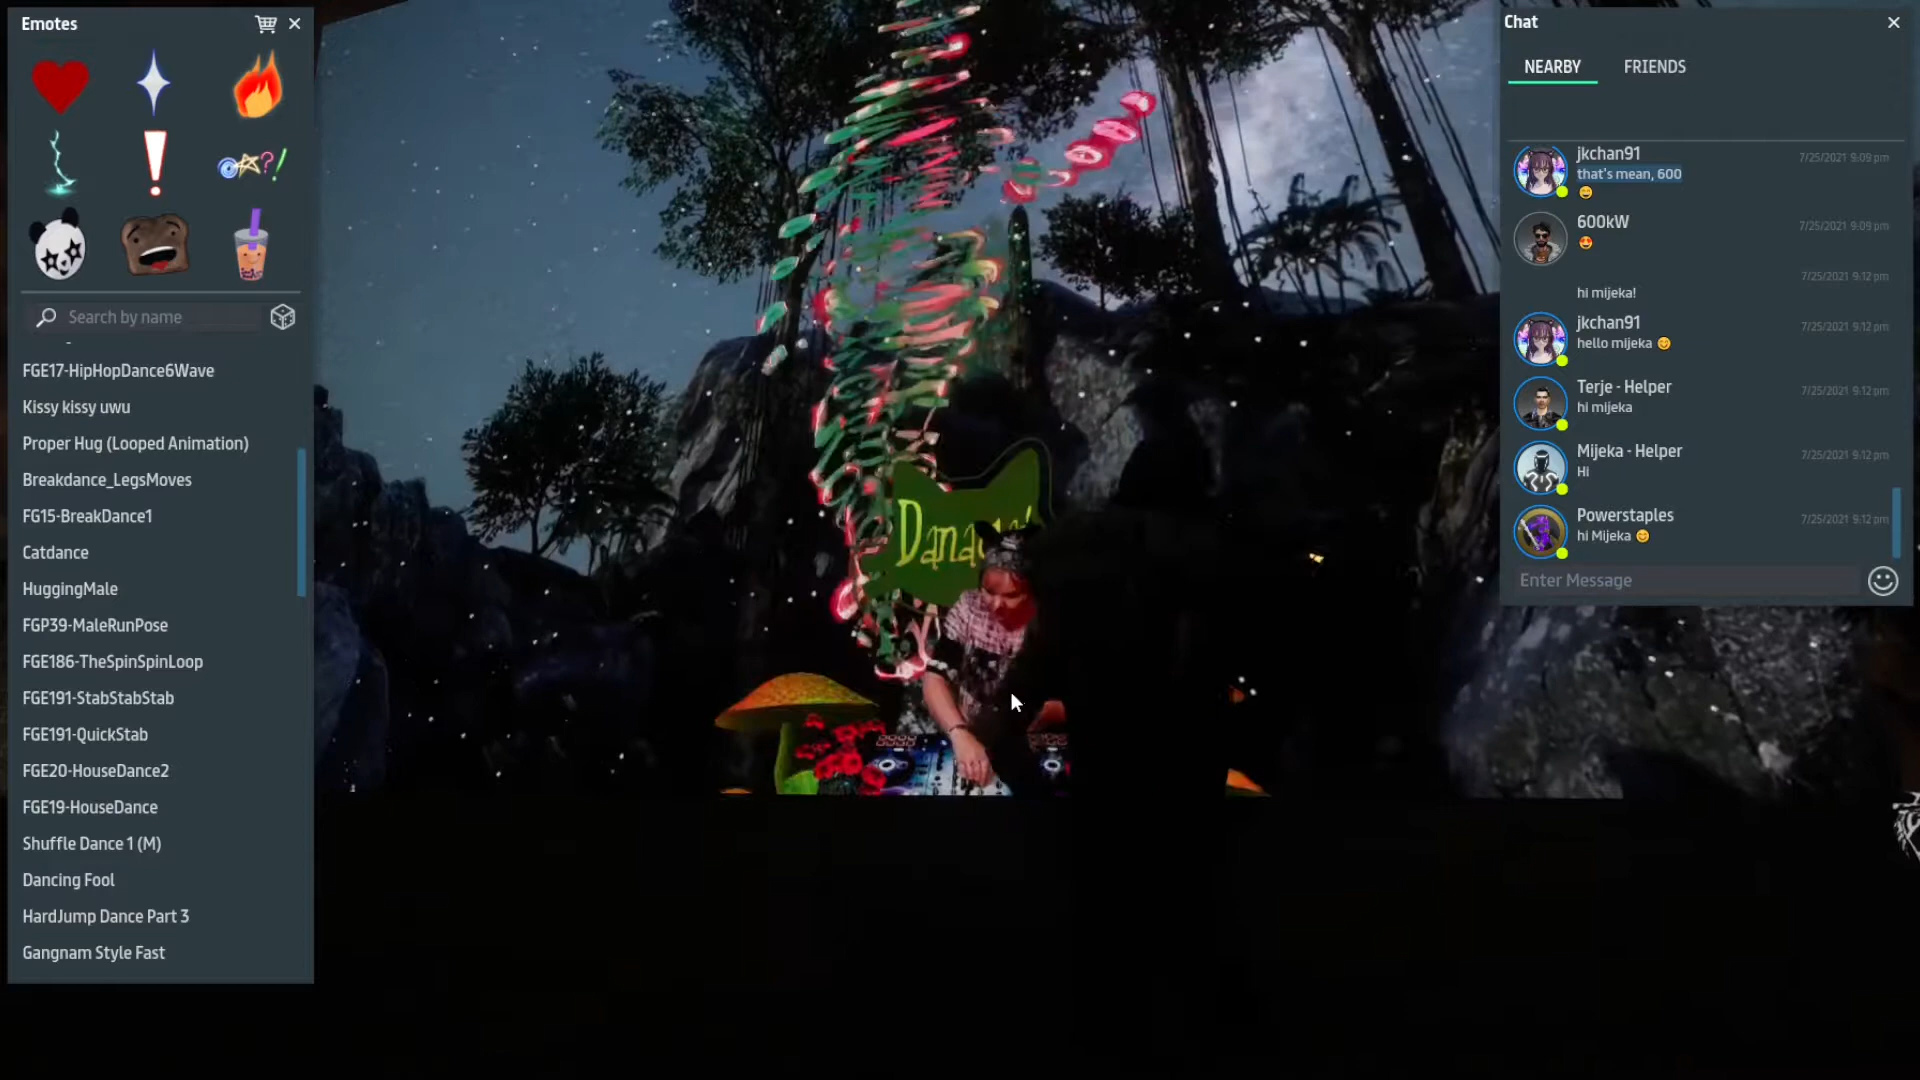 Emotes
Search by name
FGE17-HipHopDance6Wave
Kissy kissy uwu
Proper Hug (Looped Animation)
Breakdance_LegsMoves
FG15-BreakDance1
Catdance
HuggingMale
FGP39-MaleRunPose
FGE186-TheSpinSpinLoop
FGE191-StabStabStab
FGE191-QuickStab
FGE20-HouseDance2
FGE19-HouseDance
Shuffle Dance 1 (M)
Dancing Fool
HardJump Dance Part 3
Gangnam Style Fast
Chat
NEARBY FRIENDS
jkchan91 7/25/2021 9:09 pm
that's mean, 600
😄
600kW 7/25/2021 9:09 pm
😍
7/25/2021 9:12 pm
hi mijeka!
jkchan91 7/25/2021 9:12 pm
hello mijeka 😊
Terje - Helper 7/25/2021 9:12 pm
hi mijeka
Mijeka - Helper 7/25/2021 9:12 pm
Hi
Powerstaples 7/25/2021 9:12 pm
hi Mijeka 😊
Enter Message